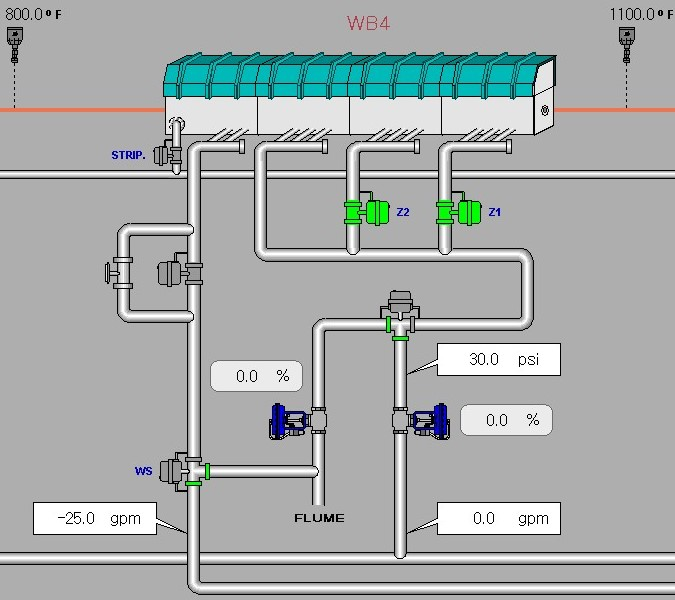 800.0 º F
WB4
1100.0 º F
STRIP.
Z2
Z1
30.0 psi
0.0 %
0.0 %
WS
-25.0 gpm
FLUME
0.0 gpm